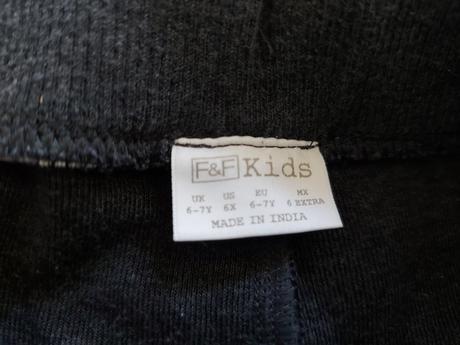 F&F Kids
UK US EU MX
6-7Y 6X 6-7Y 6 EXTRA
MADE IN INDIA